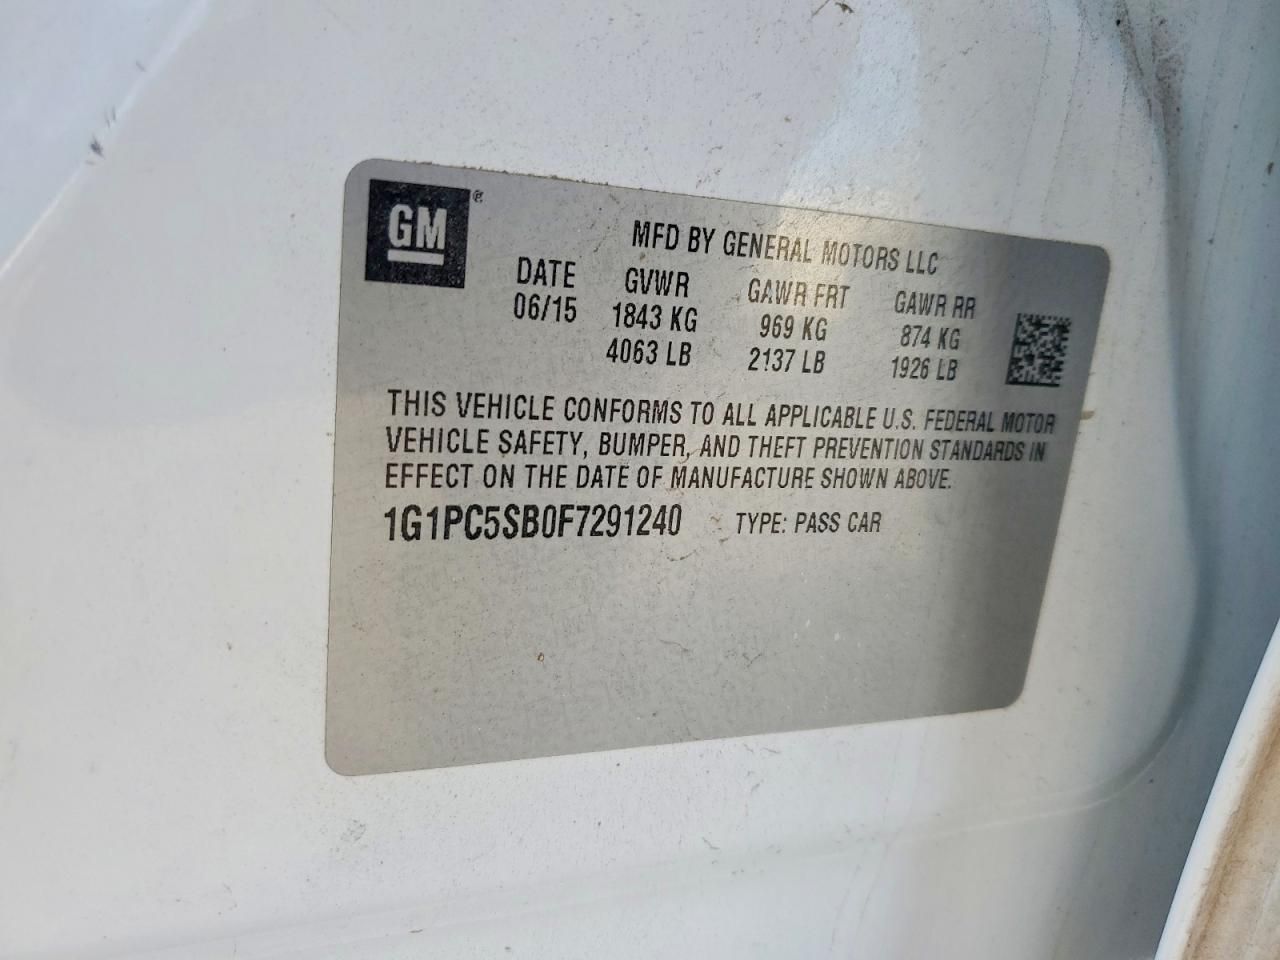 GM®
MFD BY GENERAL MOTORS LLC
DATE GVWR GAWR FRT GAWR RR
06/15 1843 KG 969 KG 874 KG
4063 LB 2137 LB 1926 LB
THIS VEHICLE CONFORMS TO ALL APPLICABLE U.S. FEDERAL MOTOR
VEHICLE SAFETY, BUMPER, AND THEFT PREVENTION STANDARDS IN
EFFECT ON THE DATE OF MANUFACTURE SHOWN ABOVE.
1G1PC5SB0F7291240 TYPE: PASS CAR